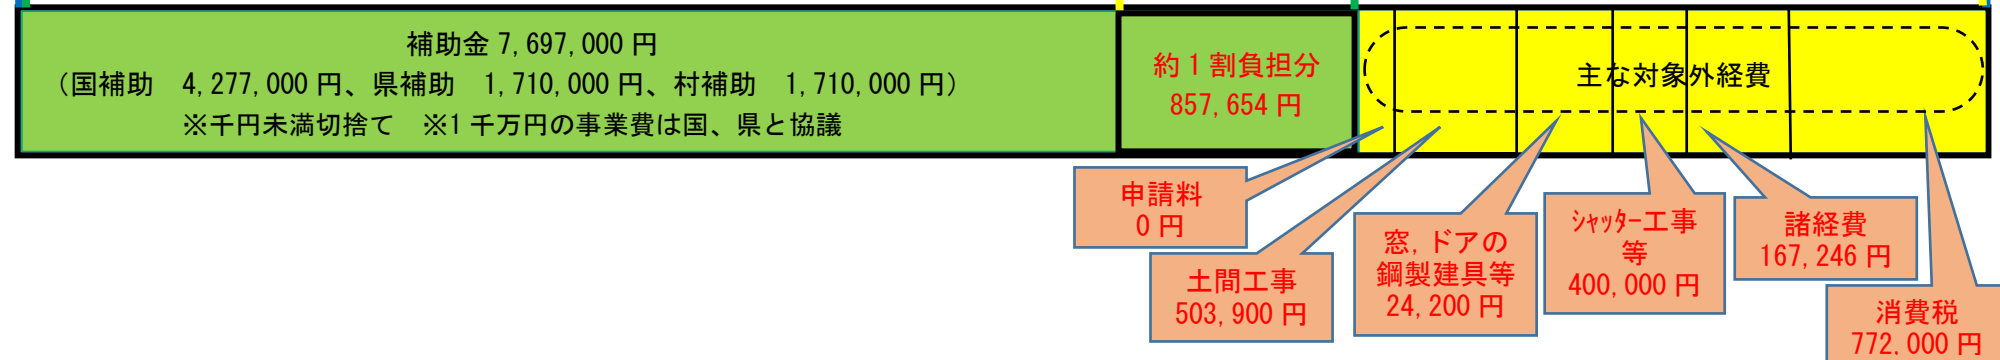 補助金 7,697,000 円
（国補助　4,277,000 円、県補助　1,710,000 円、村補助　1,710,000 円）
※千円未満切捨て　※1 千万円の事業費は国、県と協議
約 1 割負担分
857,654 円
主な対象外経費
申請料
0 円
土間工事
503,900 円
窓,ドアの
鋼製建具等
24,200 円
ｼｬｯﾀｰ工事
等
400,000 円
諸経費
167,246 円
消費税
772,000 円